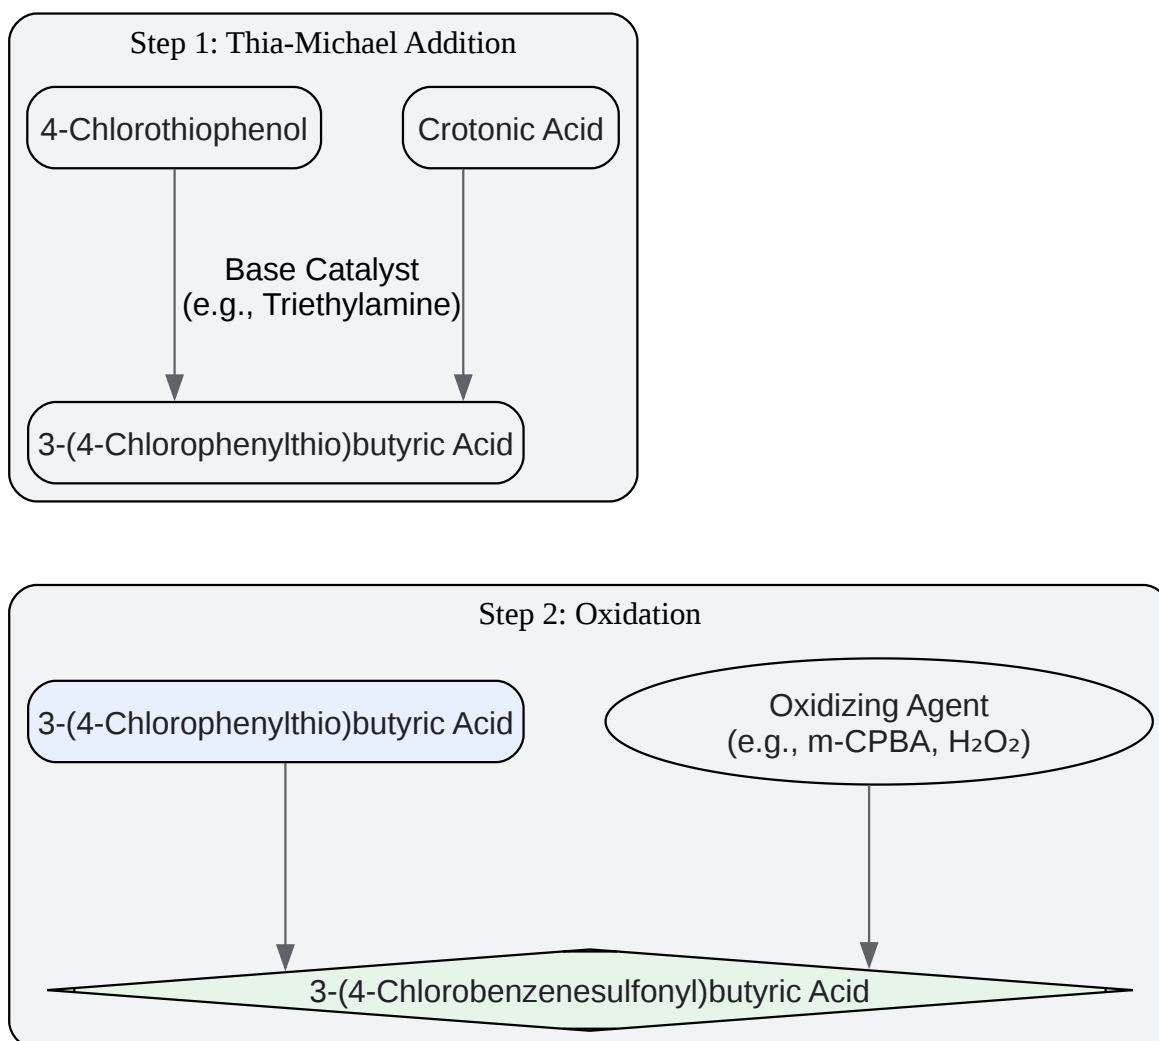 Step 1: Thia-Michael Addition
4-Chlorothiophenol
Crotonic Acid
Base Catalyst
(e.g., Triethylamine)
3-(4-Chlorophenylthio)butyric Acid
Step 2: Oxidation
3-(4-Chlorophenylthio)butyric Acid
Oxidizing Agent
(e.g., m-CPBA, H₂O₂)
3-(4-Chlorobenzenesulfonyl)butyric Acid